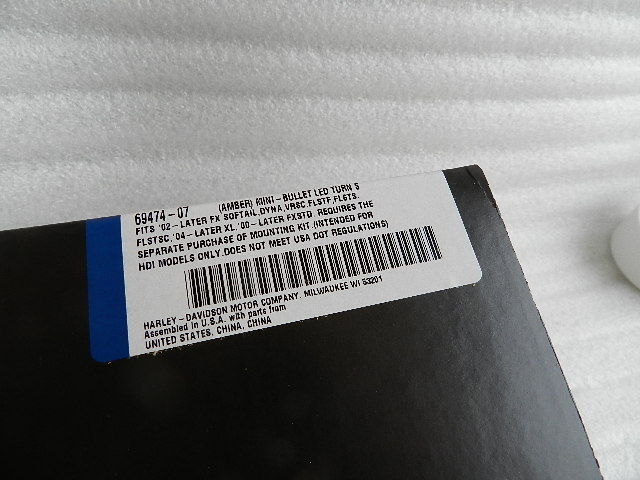 69474-07 (AMBER) MINI-BULLET LED TURN S
FITS '02-LATER FX SOFTAIL,DYNA,VRSC,FLSTF,FLSTS,
FLSTSC,'04-LATER XL,'00-LATER FXSTD. REQUIRES THE
SEPARATE PURCHASE OF MOUNTING KIT.(INTENDED FOR
HDI MODELS ONLY.DOES NOT MEET USA DOT REGULATIONS)
HARLEY-DAVIDSON MOTOR COMPANY, MILWAUKEE WI 53201
Assembled in U.S.A. with parts from
UNITED STATES, CHINA, CHINA